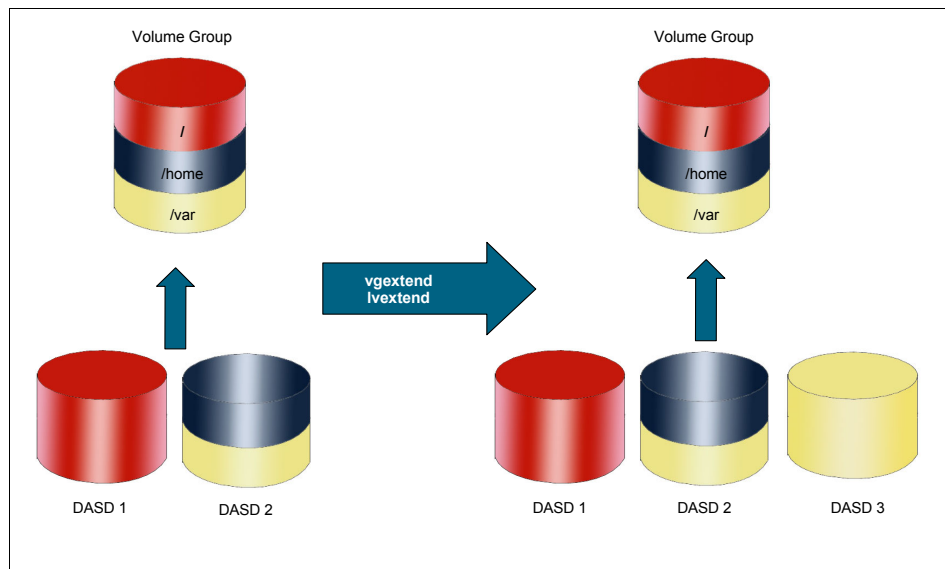 Volume Group
/
/home
/var
DASD 1
DASD 2
vgextend
lvextend
Volume Group
/
/home
/var
DASD 1
DASD 2
DASD 3